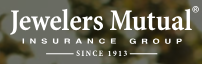 Jewelers Mutual®
INSURANCE GROUP
SINCE 1913